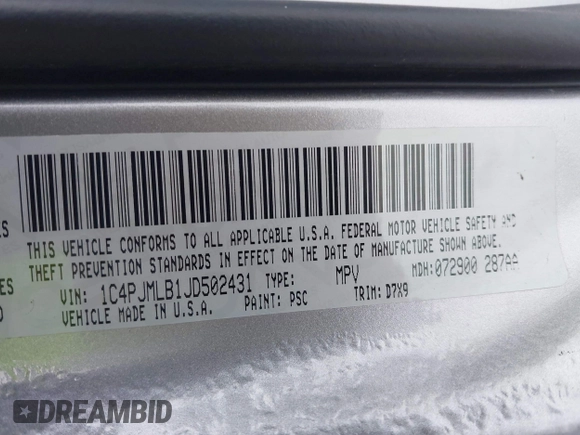 THIS VEHICLE CONFORMS TO ALL APPLICABLE U.S.A. FEDERAL MOTOR VEHICLE SAFETY AND
THEFT PREVENTION STANDARDS IN EFFECT ON THE DATE OF MANUFACTURE SHOWN ABOVE.
VIN: 1C4PJMLB1JD502431 TYPE: MPV MDH:072900 287AA
VEHICLE MADE IN U.S.A. PAINT: PSC TRIM: D7X9
DREAMBID